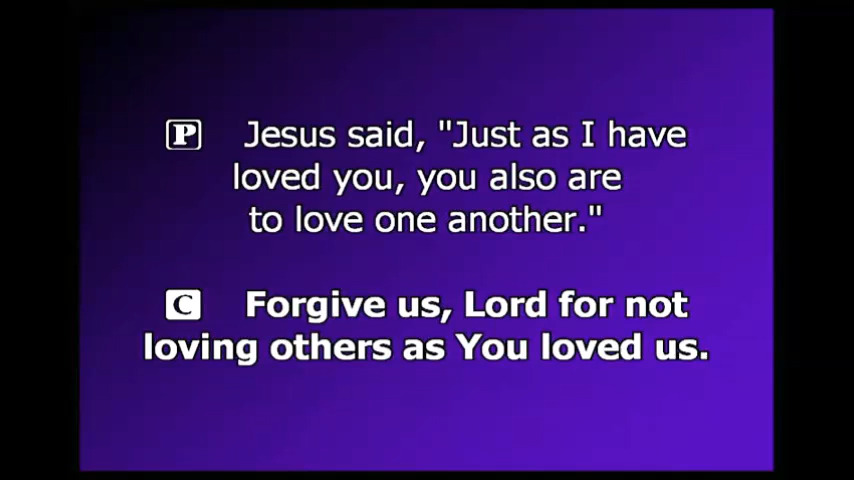 P Jesus said, "Just as I have
loved you, you also are
to love one another."
C Forgive us, Lord for not
loving others as You loved us.